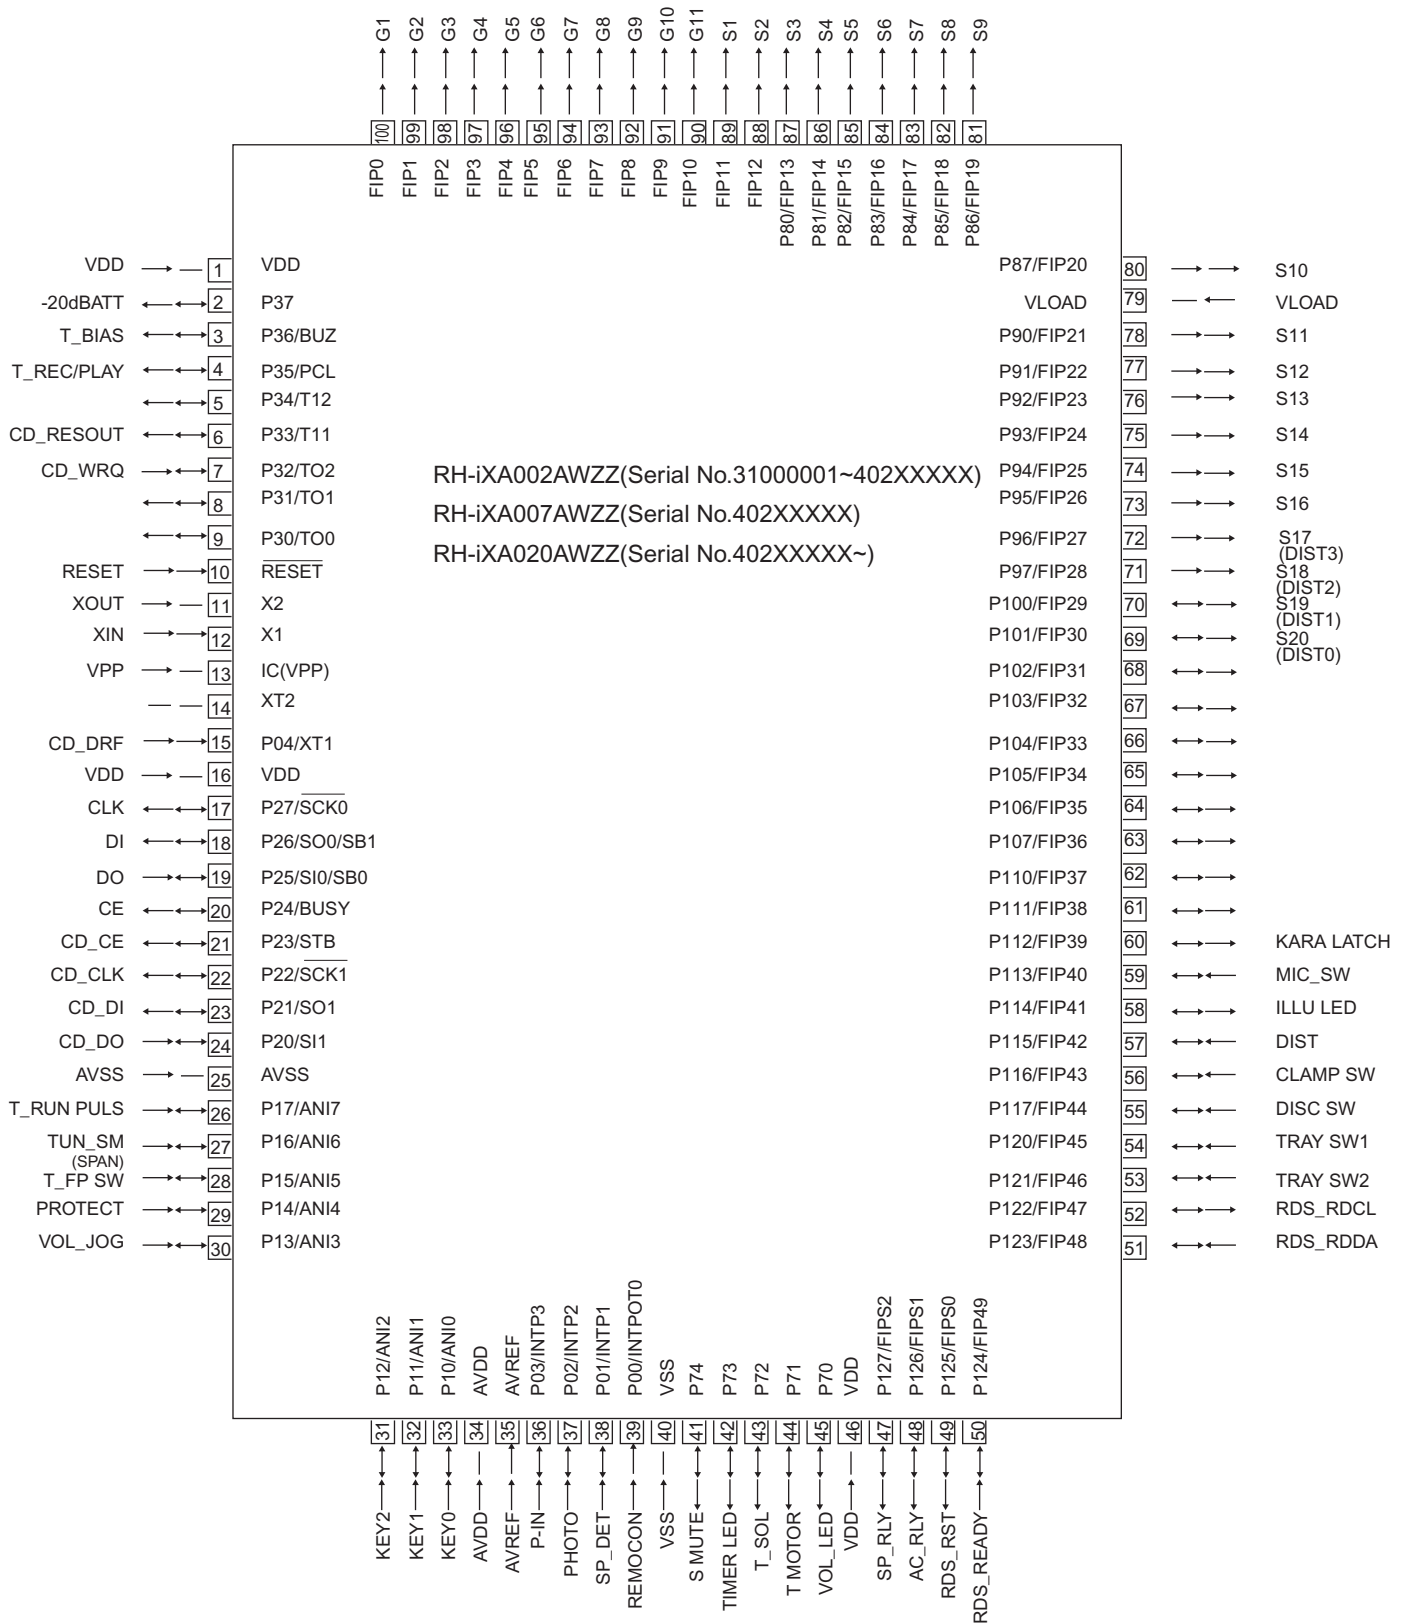 G1 G2 G3 G4 G5 G6 G7 G8 G9 G10 G11 S1 S2 S3 S4 S5 S6 S7 S8 S9
100 99 98 97 96 95 94 93 92 91 90 89 88 87 86 85 84 83 82 81
FIP0 FIP1 FIP2 FIP3 FIP4 FIP5 FIP6 FIP7 FIP8 FIP9 FIP10 FIP11 FIP12 P80/FIP13 P81/FIP14 P82/FIP15 P83/FIP16 P84/FIP17 P85/FIP18 P86/FIP19
VDD 1 VDD P87/FIP20 80 S10
-20dBATT 2 P37 VLOAD 79 VLOAD
T_BIAS 3 P36/BUZ P90/FIP21 78 S11
T_REC/PLAY 4 P35/PCL P91/FIP22 77 S12
5 P34/T12 P92/FIP23 76 S13
CD_RESOUT 6 P33/T11 P93/FIP24 75 S14
CD_WRQ 7 P32/TO2 RH-iXA002AWZZ(Serial No.31000001~402XXXXX) P94/FIP25 74 S15
8 P31/TO1 P95/FIP26 73 S16
RH-iXA007AWZZ(Serial No.402XXXXX)
9 P30/TO0 P96/FIP27 72 S17
(DIST3)
RH-iXA020AWZZ(Serial No.402XXXXX~)
RESET 10 RESET P97/FIP28 71 S18
(DIST2)
XOUT 11 X2 P100/FIP29 70 S19
(DIST1)
XIN 12 X1 P101/FIP30 69 S20
(DIST0)
VPP 13 IC(VPP) P102/FIP31 68
14 XT2 P103/FIP32 67
CD_DRF 15 P04/XT1 P104/FIP33 66
VDD 16 VDD P105/FIP34 65
CLK 17 P27/SCK0 P106/FIP35 64
DI 18 P26/SO0/SB1 P107/FIP36 63
DO 19 P25/SI0/SB0 P110/FIP37 62
CE 20 P24/BUSY P111/FIP38 61
CD_CE 21 P23/STB P112/FIP39 60 KARA LATCH
CD_CLK 22 P22/SCK1 P113/FIP40 59 MIC_SW
CD_DI 23 P21/SO1 P114/FIP41 58 ILLU LED
CD_DO 24 P20/SI1 P115/FIP42 57 DIST
AVSS 25 AVSS P116/FIP43 56 CLAMP SW
T_RUN PULS 26 P17/ANI7 P117/FIP44 55 DISC SW
TUN_SM 27 P16/ANI6 P120/FIP45 54 TRAY SW1
(SPAN)
T_FP SW 28 P15/ANI5 P121/FIP46 53 TRAY SW2
PROTECT 29 P14/ANI4 P122/FIP47 52 RDS_RDCL
VOL_JOG 30 P13/ANI3 P123/FIP48 51 RDS_RDDA
P12/ANI2 P11/ANI1 P10/ANI0 AVDD AVREF P03/INTP3 P02/INTP2 P01/INTP1 P00/INTPOT0 VSS P74 P73 P72 P71 P70 VDD P127/FIPS2 P126/FIPS1 P125/FIPS0 P124/FIP49
31 32 33 34 35 36 37 38 39 40 41 42 43 44 45 46 47 48 49 50
KEY2 KEY1 KEY0 AVDD AVREF P-IN PHOTO SP_DET REMOCON VSS S MUTE TIMER LED T_SOL T MOTOR VOL_LED VDD SP_RLY AC_RLY RDS_RST RDS_READY